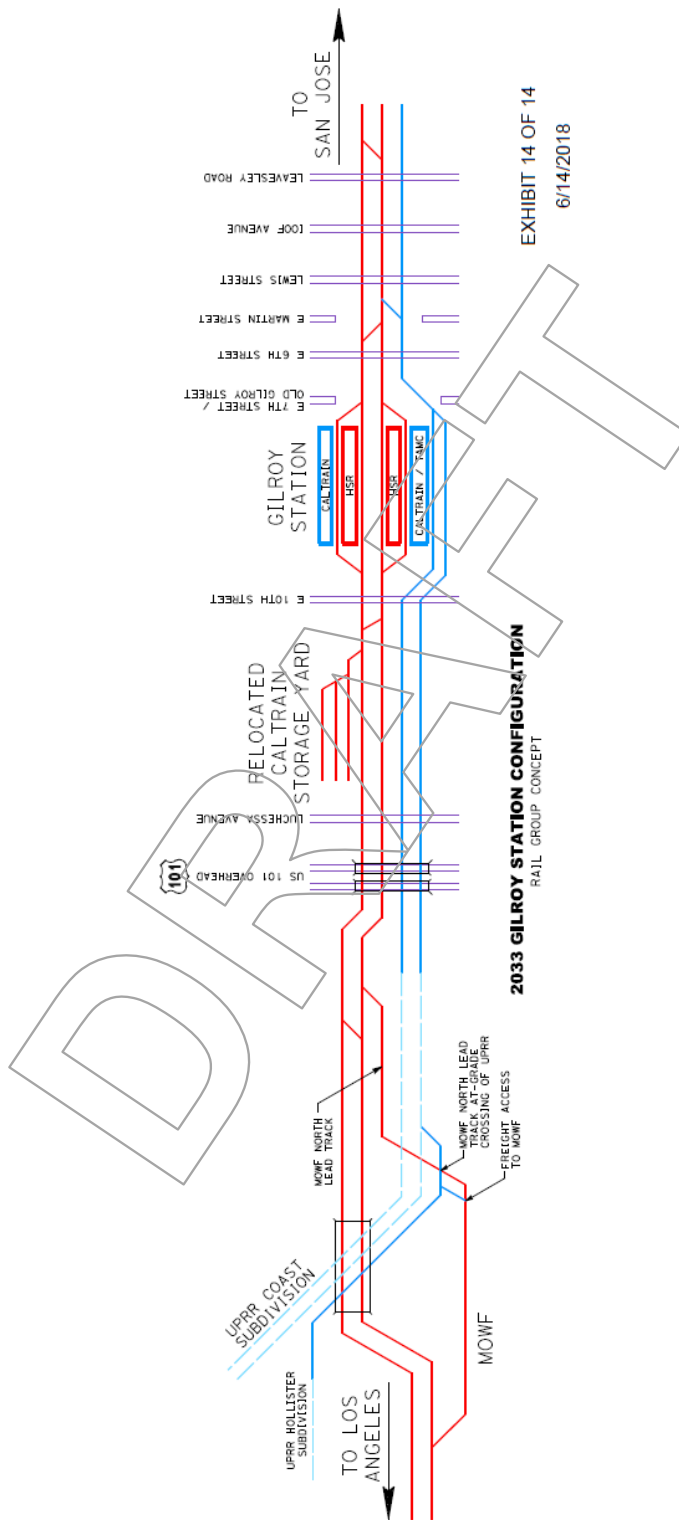 TO
SAN JOSE
LEAVESLEY ROAD
IOOF AVENUE
LEWIS STREET
E MARTIN STREET
E 6TH STREET
E 7TH STREET /
OLD GILROY STREET
GILROY
STATION
CALTRAIN
HSR
HSR
CALTRAIN / TAMC
E 10TH STREET
RELOCATED
CALTRAIN
STORAGE YARD
LUCHESSA AVENUE
US 101 OVERHEAD
101
MOWF NORTH
LEAD TRACK
MOWF NORTH LEAD
TRACK AT-GRADE
CROSSING OF UPRR
FREIGHT ACCESS
TO MOWF
UPRR COAST
SUBDIVISION
UPRR HOLLISTER
SUBDIVISION
MOWF
TO LOS
ANGELES
2033 GILROY STATION CONFIGURATION
RAIL GROUP CONCEPT
EXHIBIT 14 OF 14
6/14/2018
DRAFT